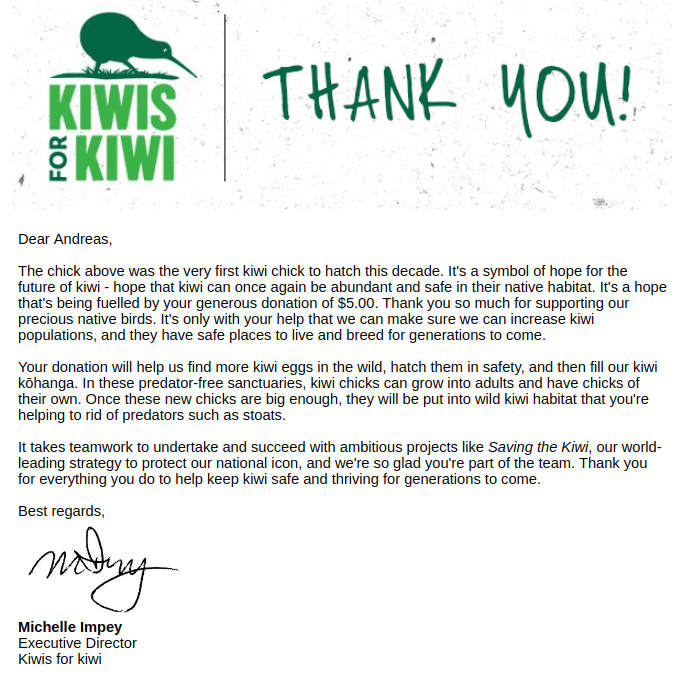 KIWIS
FOR
KIWI
THANK YOU!
Dear Andreas,
The chick above was the very first kiwi chick to hatch this decade. It's a symbol of hope for the
future of kiwi - hope that kiwi can once again be abundant and safe in their native habitat. It's a hope
that's being fuelled by your generous donation of $5.00. Thank you so much for supporting our
precious native birds. It's only with your help that we can make sure we can increase kiwi
populations, and they have safe places to live and breed for generations to come.
Your donation will help us find more kiwi eggs in the wild, hatch them in safety, and then fill our kiwi
kōhanga. In these predator-free sanctuaries, kiwi chicks can grow into adults and have chicks of
their own. Once these new chicks are big enough, they will be put into wild kiwi habitat that you're
helping to rid of predators such as stoats.
It takes teamwork to undertake and succeed with ambitious projects like Saving the Kiwi, our world-
leading strategy to protect our national icon, and we're so glad you're part of the team. Thank you
for everything you do to help keep kiwi safe and thriving for generations to come.
Best regards,
Michelle Impey
Executive Director
Kiwis for kiwi